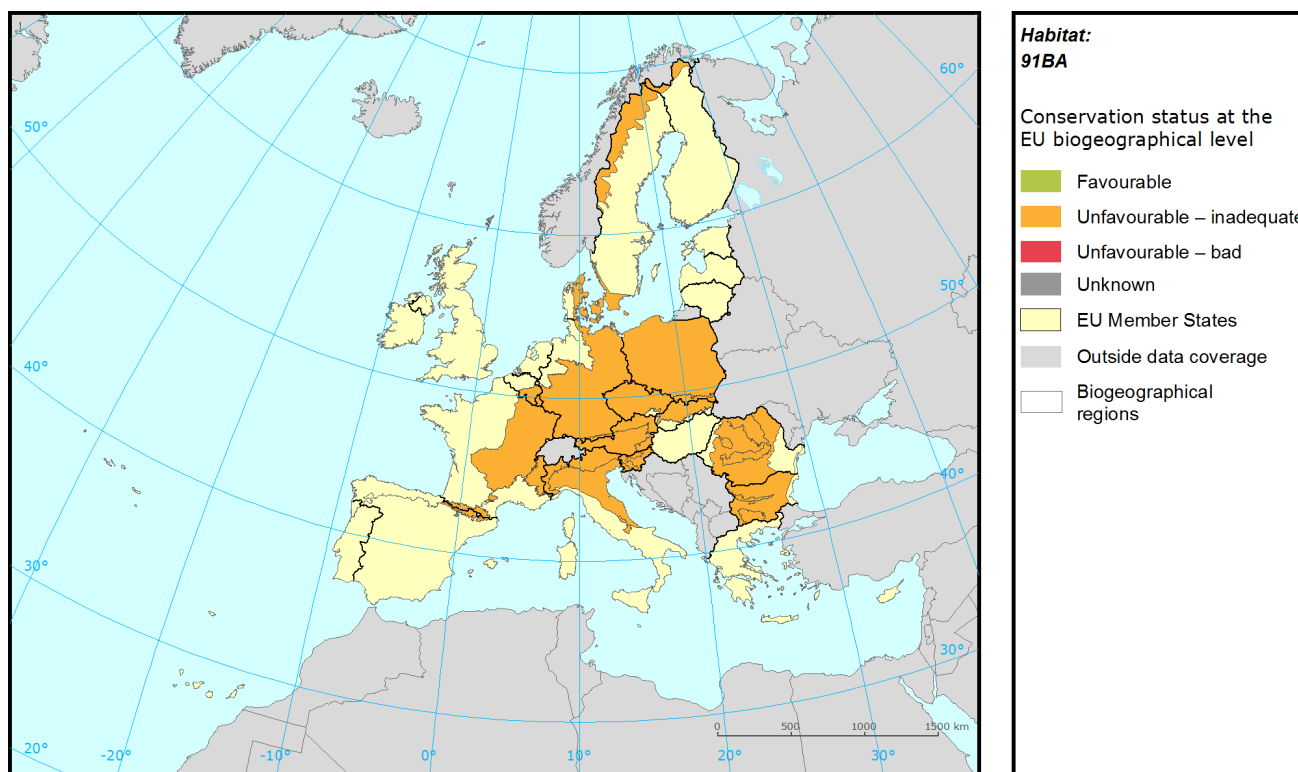 Habitat:
91BA
Conservation status at the
EU biogeographical level
Favourable
Unfavourable – inadequate
Unfavourable – bad
Unknown
EU Member States
Outside data coverage
Biogeographical
regions
60°
50°
50°
40°
40°
30°
30°
20°
-20°
-10°
0°
10°
20°
30°
0 500 1000 1500 km